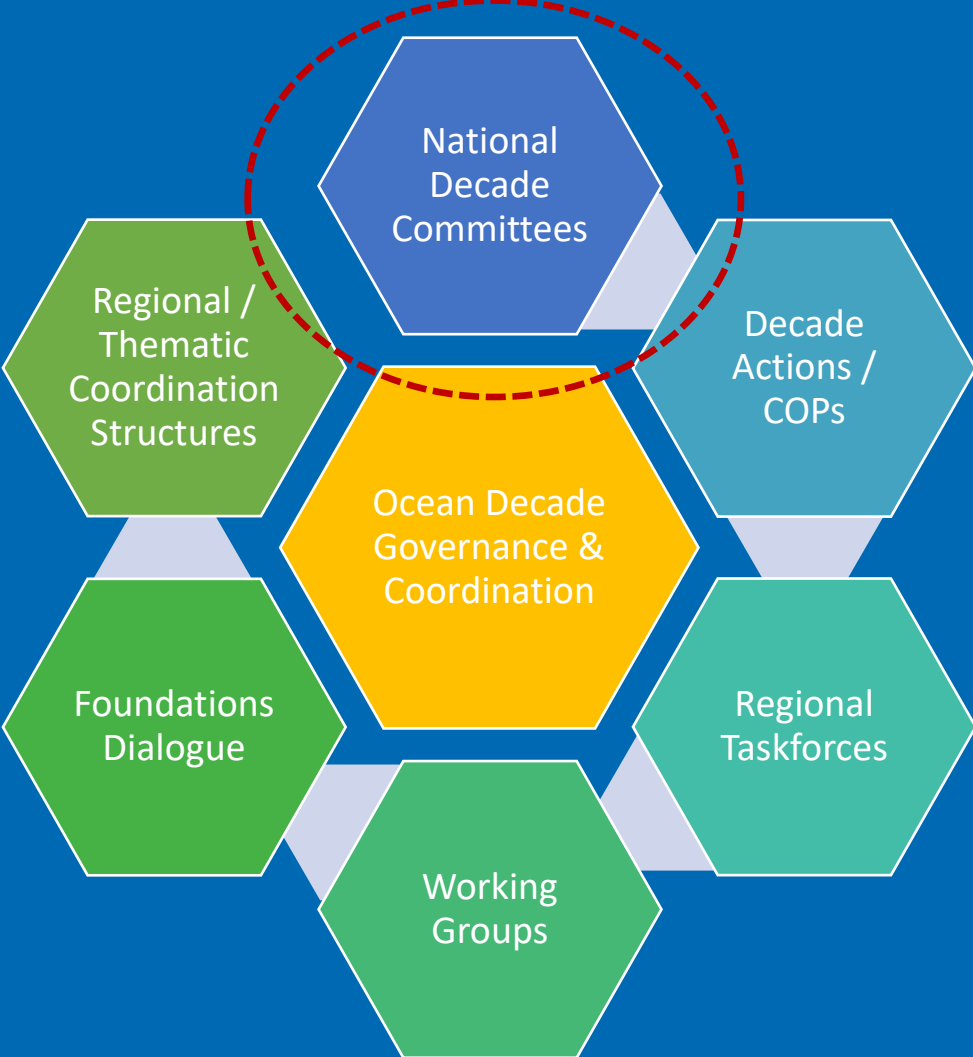 National
Decade
Committees
Regional /
Thematic
Coordination
Structures
Decade
Actions /
COPs
Ocean Decade
Governance &
Coordination
Foundations
Dialogue
Regional
Taskforces
Working
Groups